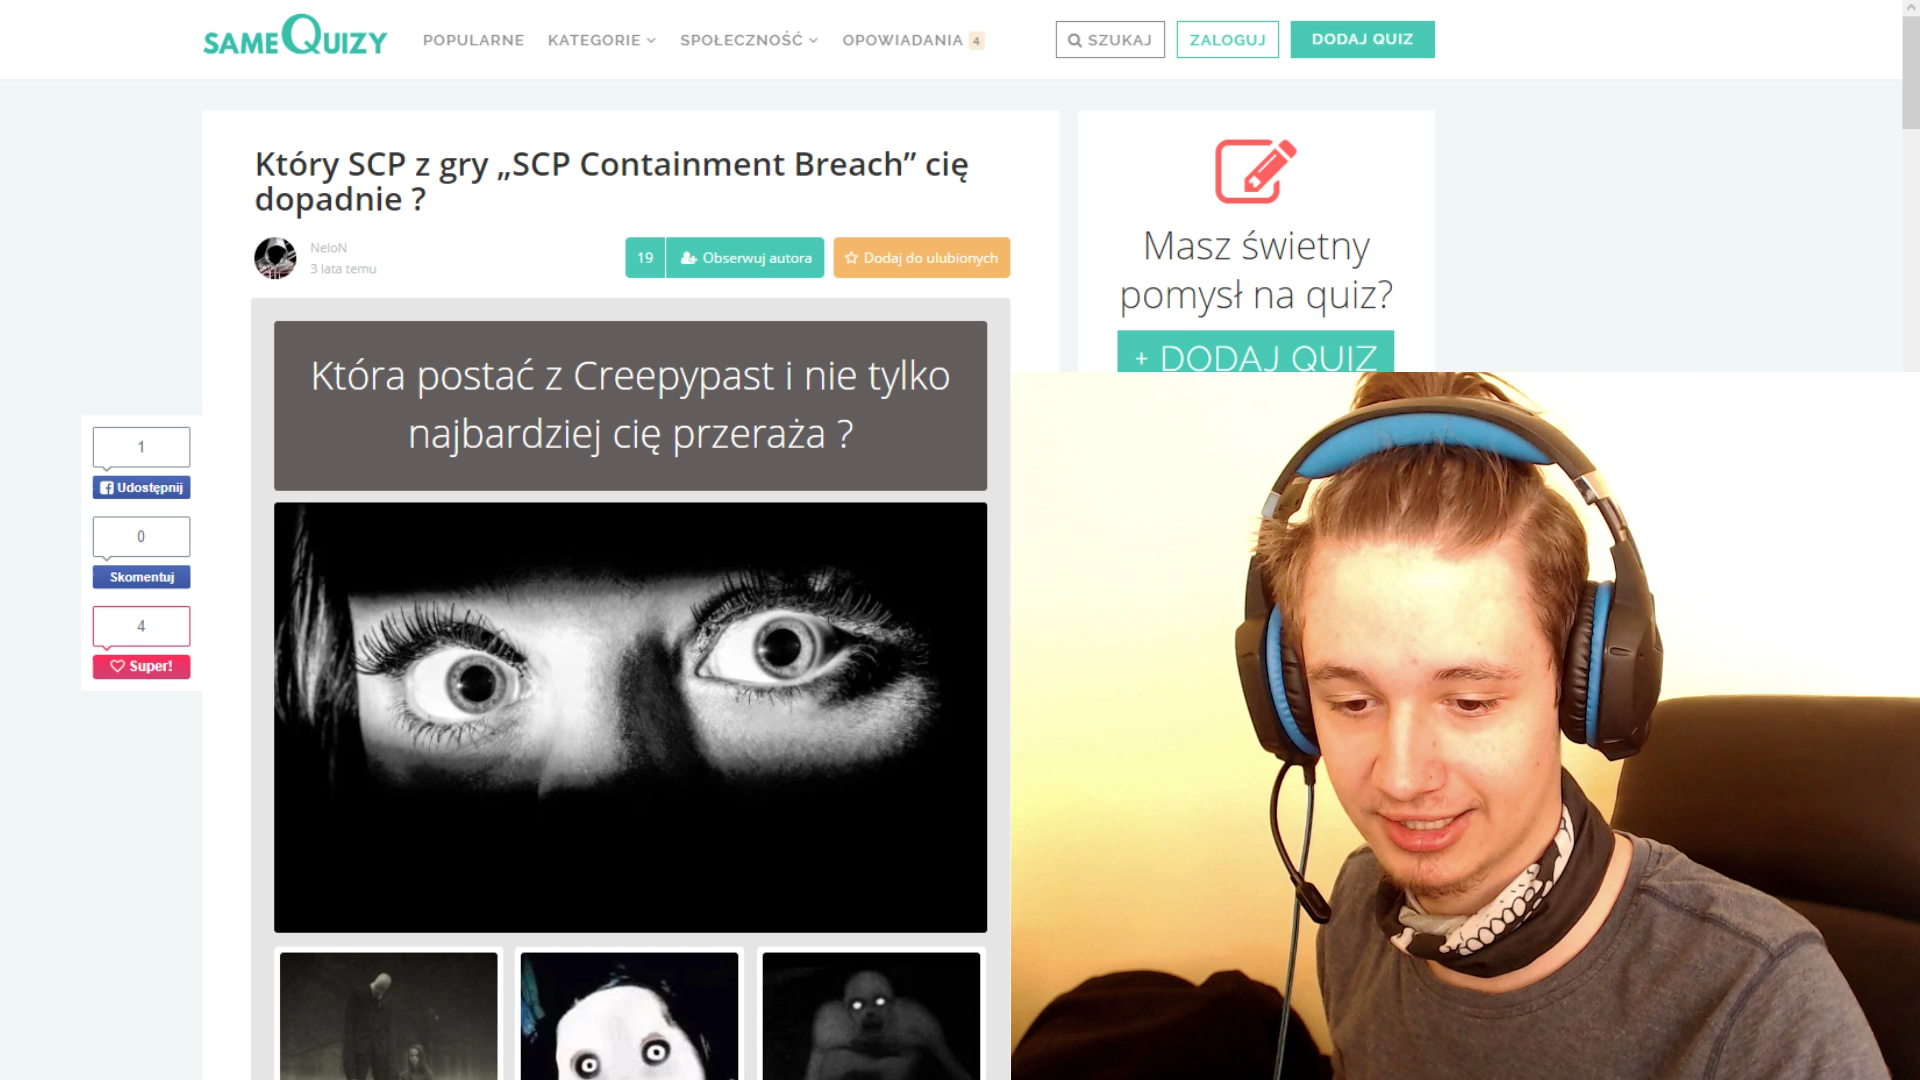 SAMEQUIZY
POPULARNE
KATEGORIE
SPOŁECZNOŚĆ
OPOWIADANIA 4
SZUKAJ
ZALOGUJ
DODAJ QUIZ
Który SCP z gry „SCP Containment Breach” cię
dopadnie ?
NeloN
3 lata temu
19
Obserwuj autora
Dodaj do ulubionych
Masz świetny
pomysł na quiz?
+ DODAJ QUIZ
Która postać z Creepypast i nie tylko
najbardziej cię przeraża ?
1
Udostępnij
0
Skomentuj
4
Super!